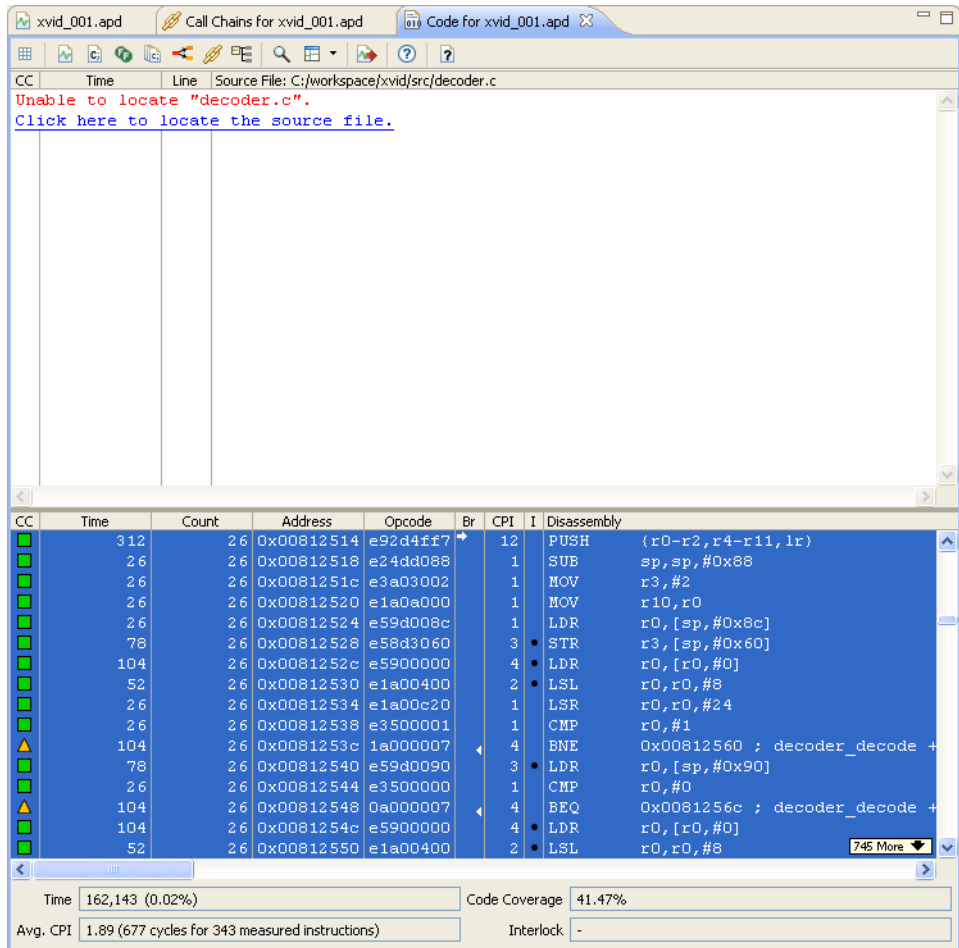 xvid_001.apd Call Chains for xvid_001.apd Code for xvid_001.apd
CC Time Line Source File: C:/workspace/xvid/src/decoder.c
Unable to locate "decoder.c".
Click here to locate the source file.
CC Time Count Address Opcode Br CPI I Disassembly
312 26 0x00812514 e92d4ff7 12 PUSH {r0-r2,r4-r11,lr}
26 26 0x00812518 e24dd088 1 SUB sp,sp,#0x88
26 26 0x0081251c e3a03002 1 MOV r3,#2
26 26 0x00812520 e1a0a000 1 MOV r10,r0
26 26 0x00812524 e59d008c 1 LDR r0,[sp,#0x8c]
78 26 0x00812528 e58d3060 3 STR r3,[sp,#0x60]
104 26 0x0081252c e5900000 4 LDR r0,[r0,#0]
52 26 0x00812530 e1a00400 2 LSL r0,r0,#8
26 26 0x00812534 e1a00c20 1 LSR r0,r0,#24
26 26 0x00812538 e3500001 1 CMP r0,#1
104 26 0x0081253c 1a000007 4 BNE 0x00812560 ; decoder_decode +
78 26 0x00812540 e59d0090 3 LDR r0,[sp,#0x90]
26 26 0x00812544 e3500000 1 CMP r0,#0
104 26 0x00812548 0a000007 4 BEQ 0x0081256c ; decoder_decode +
104 26 0x0081254c e5900000 4 LDR r0,[r0,#0]
52 26 0x00812550 e1a00400 2 LSL r0,r0,#8 745 More
Time 162,143 (0.02%) Code Coverage 41.47%
Avg. CPI 1.89 (677 cycles for 343 measured instructions) Interlock -